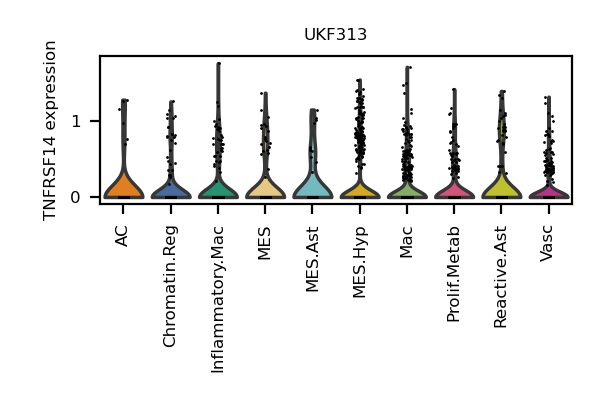 UKF313
TNFRSF14 expression
1
0
AC
Chromatin.Reg
Inflammatory.Mac
MES
MES.Ast
MES.Hyp
Mac
Prolif.Metab
Reactive.Ast
Vasc